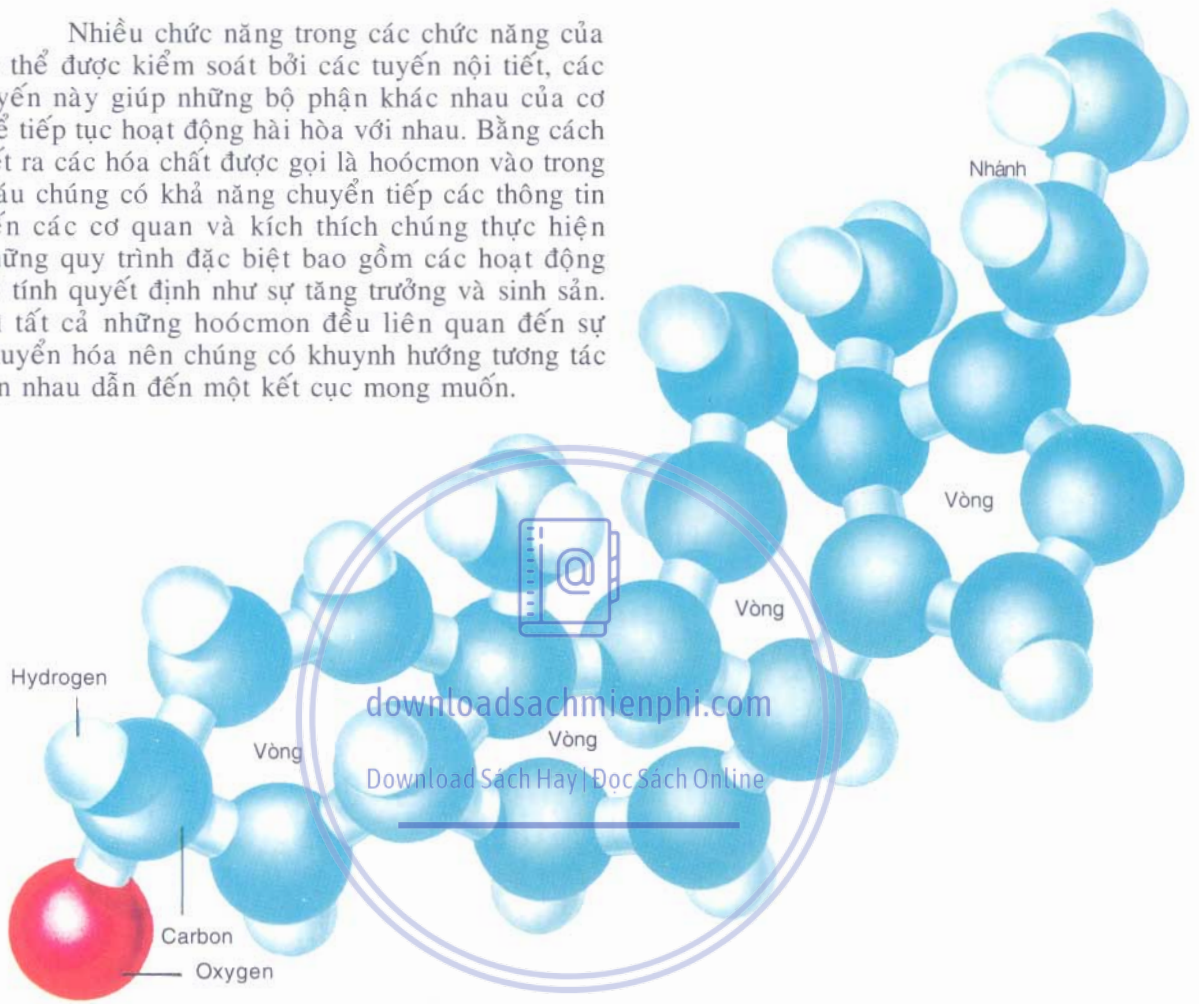 Nhiều chức năng trong các chức năng của
thể được kiểm soát bởi các tuyến nội tiết, các
yến này giúp những bộ phận khác nhau của cơ
ể tiếp tục hoạt động hài hòa với nhau. Bằng cách
ết ra các hóa chất được gọi là hoócmon vào trong
áu chúng có khả năng chuyển tiếp các thông tin
ến các cơ quan và kích thích chúng thực hiện
ững quy trình đặc biệt bao gồm các hoạt động
tính quyết định như sự tăng trưởng và sinh sản.
tất cả những hoócmon đều liên quan đến sự
uyển hóa nên chúng có khuynh hướng tương tác
n nhau dẫn đến một kết cục mong muốn.
Nhánh
Vòng
Vòng
Hydrogen
downloadsachmienphi.com
Vòng
Vòng
Download Sách Hay | Đọc Sách Online
Carbon
Oxygen